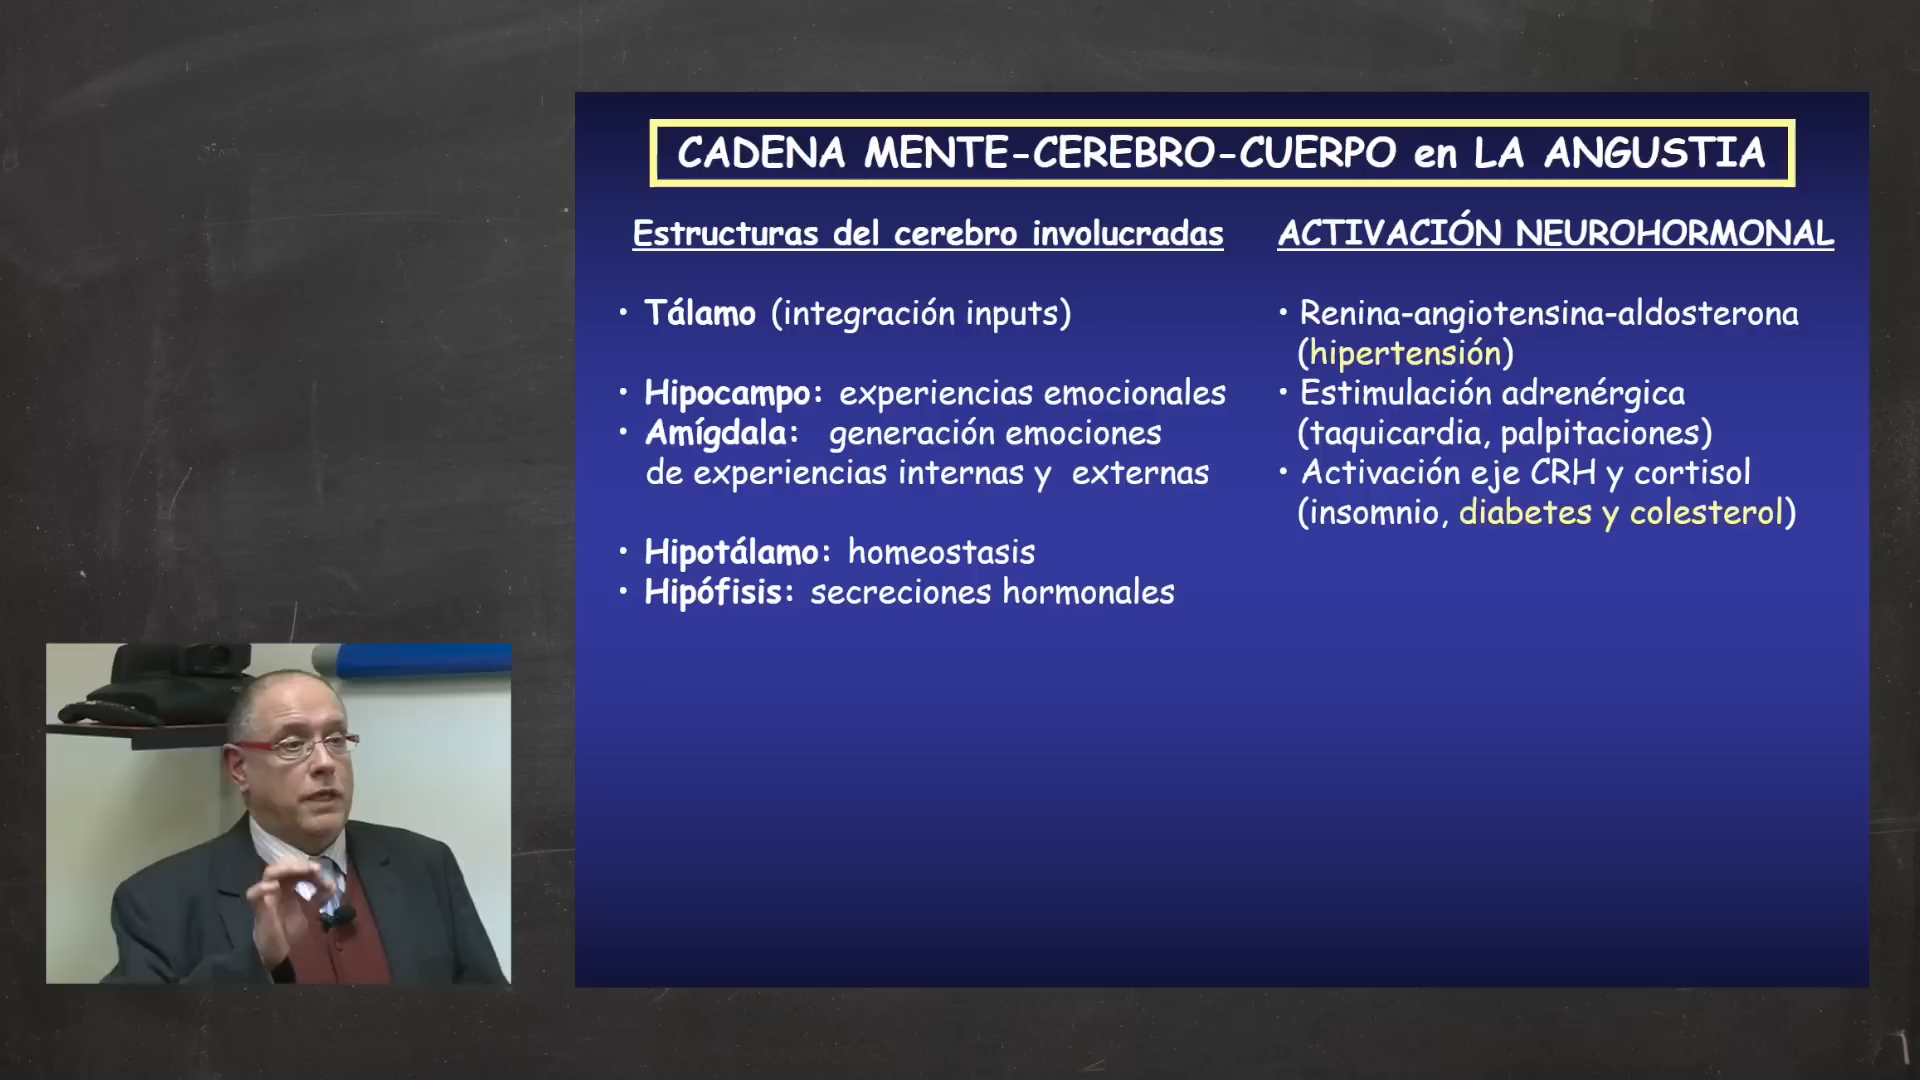 CADENA MENTE-CEREBRO-CUERPO en LA ANGUSTIA
Estructuras del cerebro involucradas
• Tálamo (integración inputs)
• Hipocampo: experiencias emocionales
• Amígdala: generación emociones
de experiencias internas y externas
• Hipotálamo: homeostasis
• Hipófisis: secreciones hormonales
ACTIVACIÓN NEUROHORMONAL
• Renina-angiotensina-aldosterona
(hipertensión)
• Estimulación adrenérgica
(taquicardia, palpitaciones)
• Activación eje CRH y cortisol
(insomnio, diabetes y colesterol)